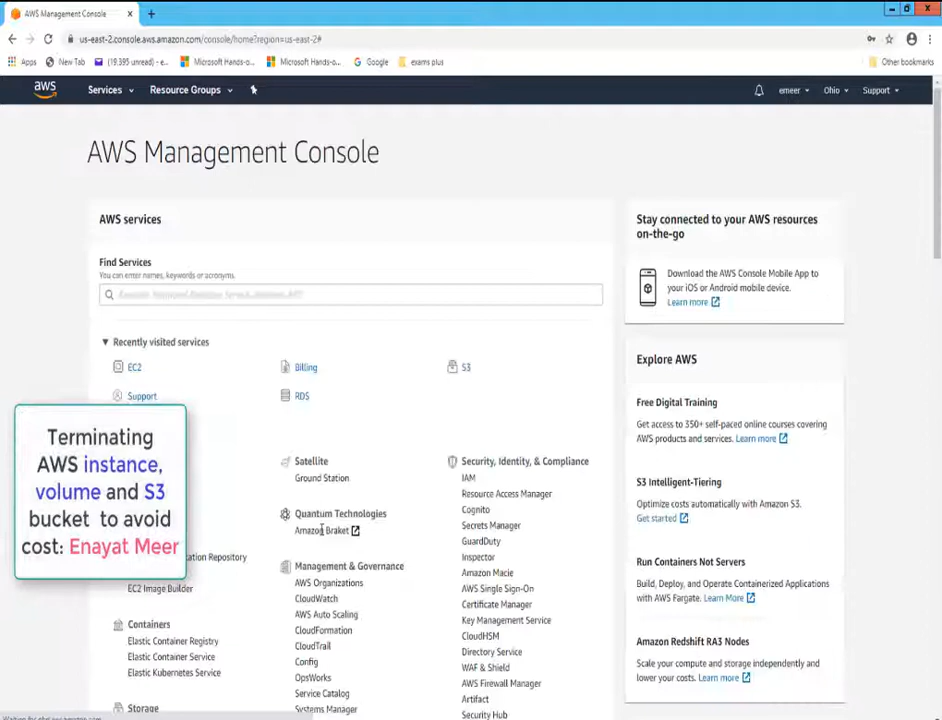 AWS Management Console
us-east-2.console.aws.amazon.com/console/home?region=us-east-2#
Apps
New Tab
(19,395 unread) - e...
Microsoft Hands-o...
Microsoft Hands-o...
Google
exams plus
Other bookmarks
aws
Services
Resource Groups
emeer
Ohio
Support
AWS Management Console
AWS services
Find Services
You can enter names, keywords or acronyms.
Recently visited services
EC2
Billing
S3
Support
RDS
Terminating
AWS instance,
volume and S3
bucket to avoid
cost: Enayat Meer
ation Repository
EC2 Image Builder
Containers
Elastic Container Registry
Elastic Container Service
Elastic Kubernetes Service
Storage
Satellite
Ground Station
Quantum Technologies
Amazon Braket
Management & Governance
AWS Organizations
CloudWatch
AWS Auto Scaling
CloudFormation
CloudTrail
Config
OpsWorks
Service Catalog
Systems Manager
Security, Identity, & Compliance
IAM
Resource Access Manager
Cognito
Secrets Manager
GuardDuty
Inspector
Amazon Macie
AWS Single Sign-On
Certificate Manager
Key Management Service
CloudHSM
Directory Service
WAF & Shield
AWS Firewall Manager
Artifact
Security Hub
Stay connected to your AWS resources
on-the-go
Download the AWS Console Mobile App to
your iOS or Android mobile device.
Learn more
Explore AWS
Free Digital Training
Get access to 350+ self-paced online courses covering
AWS products and services. Learn more
S3 Intelligent-Tiering
Optimize costs automatically with Amazon S3.
Get started
Run Containers Not Servers
Build, Deploy, and Operate Containerized Applications
with AWS Fargate. Learn More
Amazon Redshift RA3 Nodes
Scale your compute and storage independently and
lower your costs. Learn more